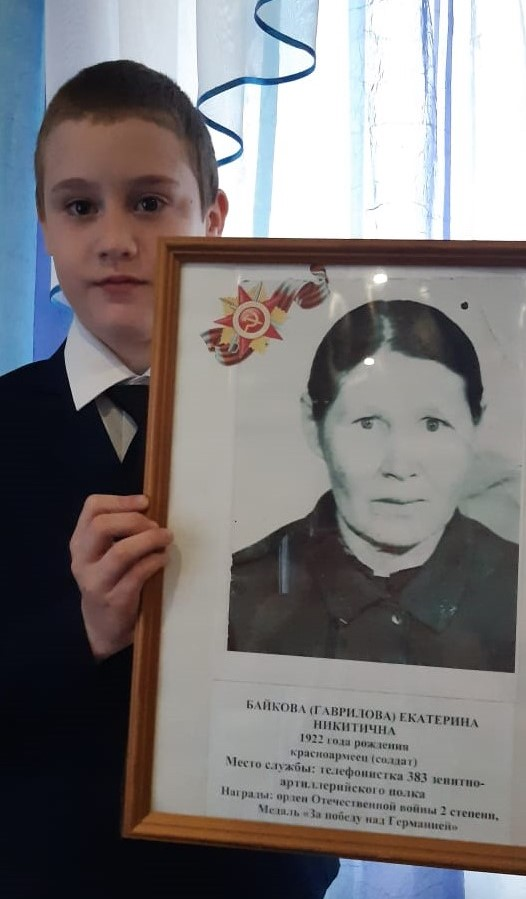 БАЙКОВА (ГАВРИЛОВА) ЕКАТЕРИНА
НИКИТИЧНА
1922 года рождения
красноармеец (солдат)
Место службы: телефонистка 383 зенитно-
артиллерийского полка
Награды: орден Отечественной войны 2 степени,
Медаль «За победу над Германией»